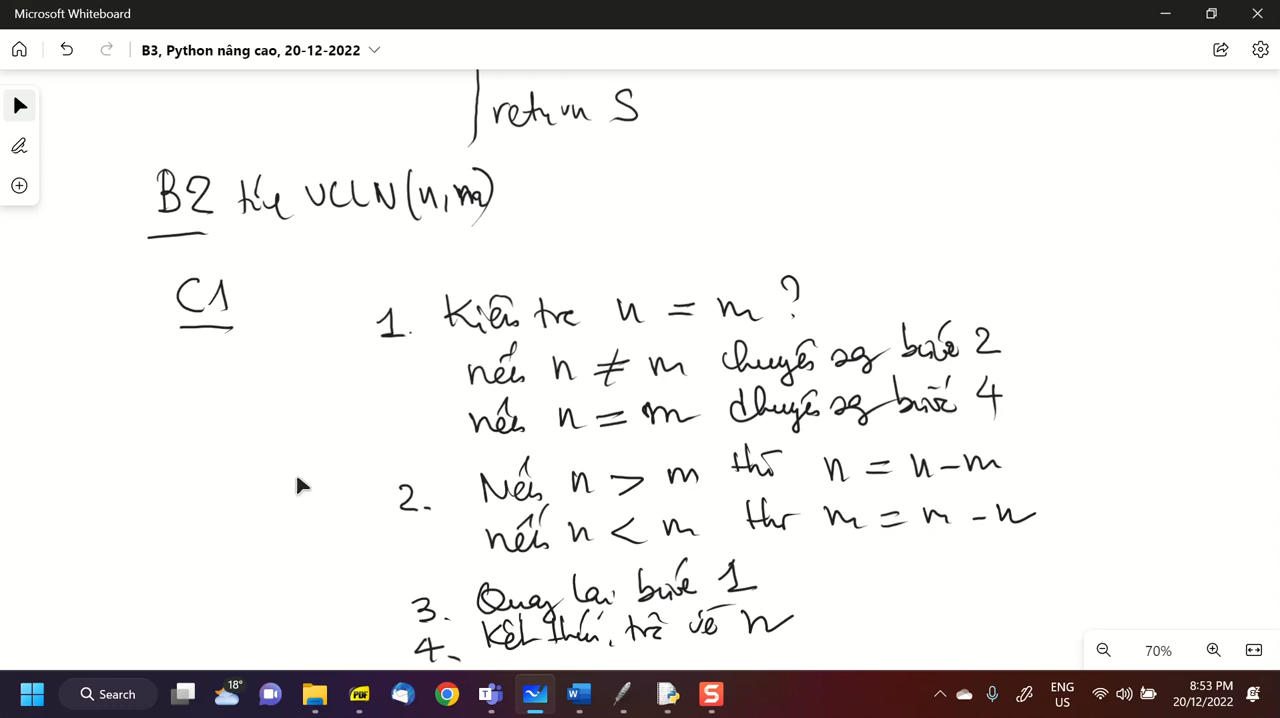 Microsoft Whiteboard
B3, Python nâng cao, 20-12-2022
return S
B2 tìm UCLN(n,m)
C1
1. Kiểm tra n = m ?
nếu n ≠ m chuyển sg bước 2
nếu n = m chuyển sg bước 4
2. Nếu n > m thì n = n - m
nếu n < m thì m = m - n
3. Quay lại bước 1
4. Kết thúc, trả về n
70%
18°
Search
ENG
US
8:53 PM
20/12/2022